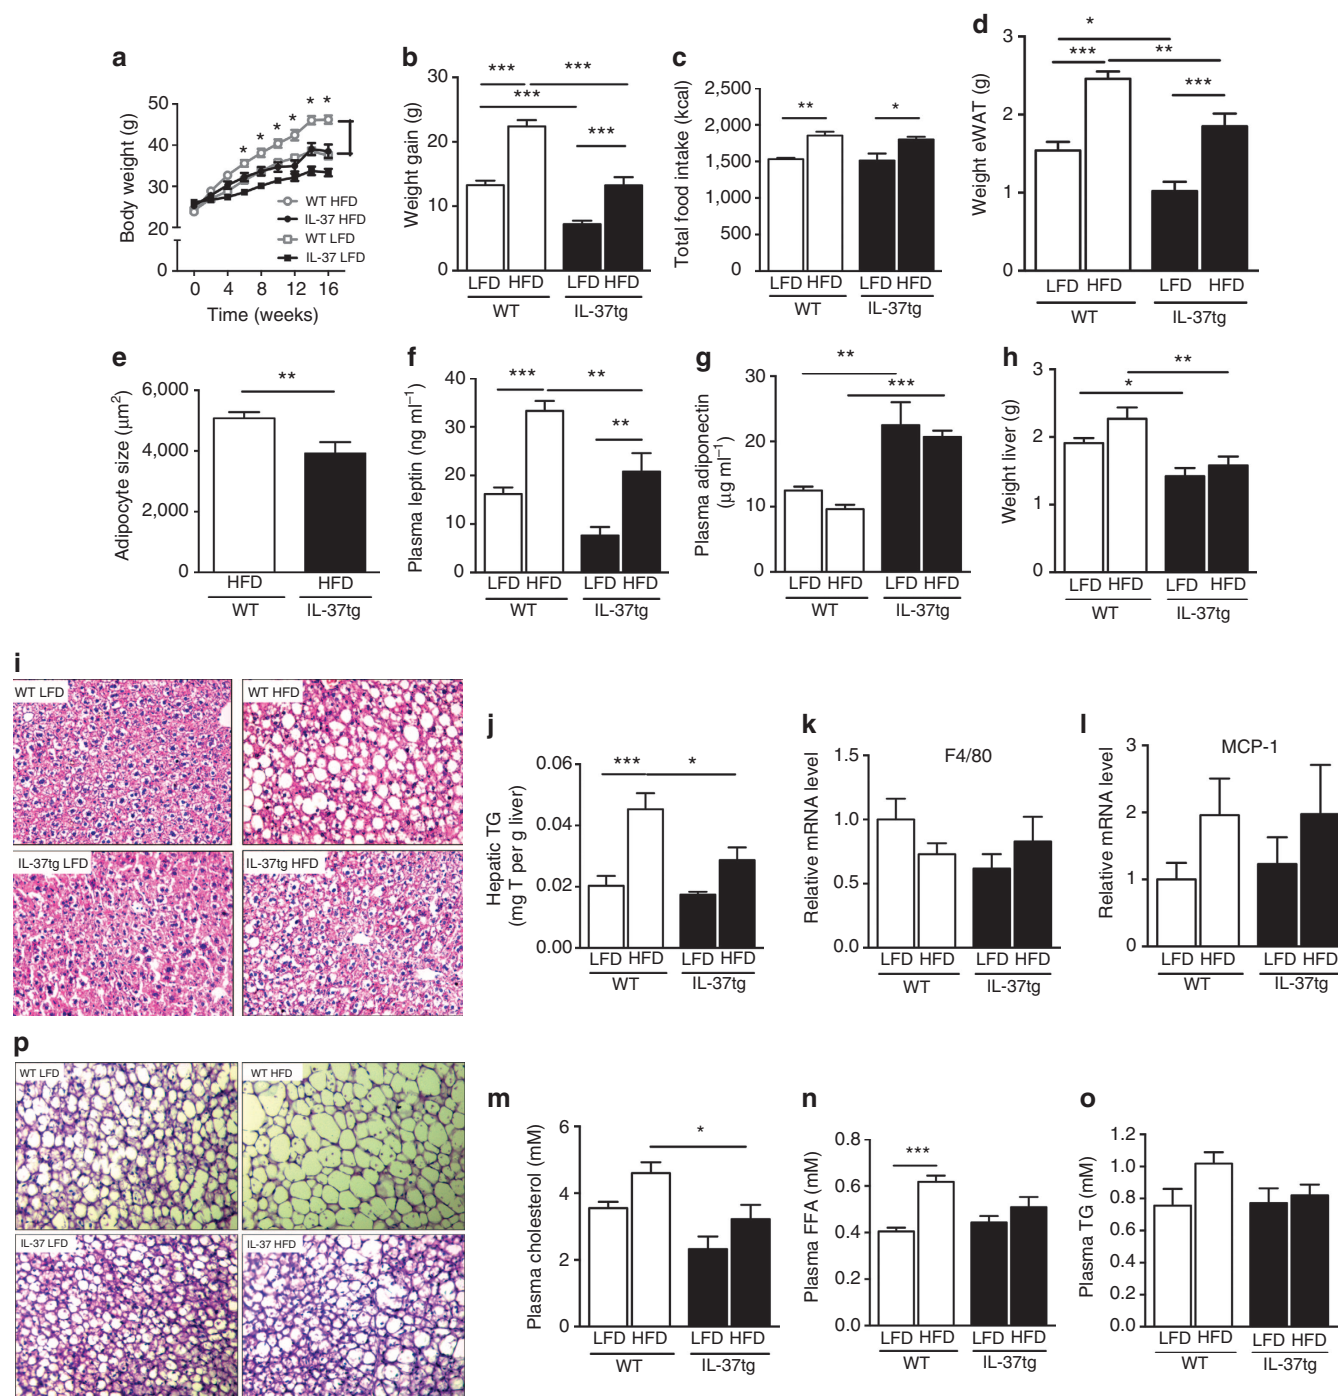 a
Body weight (g)
50
40
30
20
0
* * * * * *
WT HFD
IL-37 HFD
WT LFD
IL-37 LFD
0 4 8 12 16
Time (weeks)
b
Weight gain (g)
30
20
10
0
*** ***
***
***
LFD HFD LFD HFD
WT IL-37tg
c
Total food intake (kcal)
2,500
2,000
1,500
1,000
500
0
** *
LFD HFD LFD HFD
WT IL-37tg
d
Weight eWAT (g)
3
2
1
0
*
*** **
***
LFD HFD LFD HFD
WT IL-37tg
e
Adipocyte size (μm²)
6,000
4,000
2,000
0
**
HFD HFD
WT IL-37tg
f
Plasma leptin (ng ml⁻¹)
40
30
20
10
0
*** **
**
LFD HFD LFD HFD
WT IL-37tg
g
Plasma adiponectin
(μg ml⁻¹)
30
20
10
0
**
***
LFD HFD LFD HFD
WT IL-37tg
h
Weight liver (g)
3
2
1
0
**
*
LFD HFD LFD HFD
WT IL-37tg
i
WT LFD
WT HFD
IL-37tg LFD
IL-37tg HFD
j
Hepatic TG
(mg T per g liver)
0.06
0.04
0.02
0.00
*** *
LFD HFD LFD HFD
WT IL-37tg
k
F4/80
Relative mRNA level
1.5
1.0
0.5
0.0
LFD HFD LFD HFD
WT IL-37tg
l
MCP-1
Relative mRNA level
3
2
1
0
LFD HFD LFD HFD
WT IL-37tg
p
WT LFD
WT HFD
IL-37 LFD
IL-37 HFD
m
Plasma cholesterol (mM)
6
4
2
0
*
LFD HFD LFD HFD
WT IL-37tg
n
Plasma FFA (mM)
0.8
0.6
0.4
0.2
0.0
***
LFD HFD LFD HFD
WT IL-37tg
o
Plasma TG (mM)
1.2
1.0
0.8
0.6
0.4
0.2
0
LFD HFD LFD HFD
WT IL-37tg